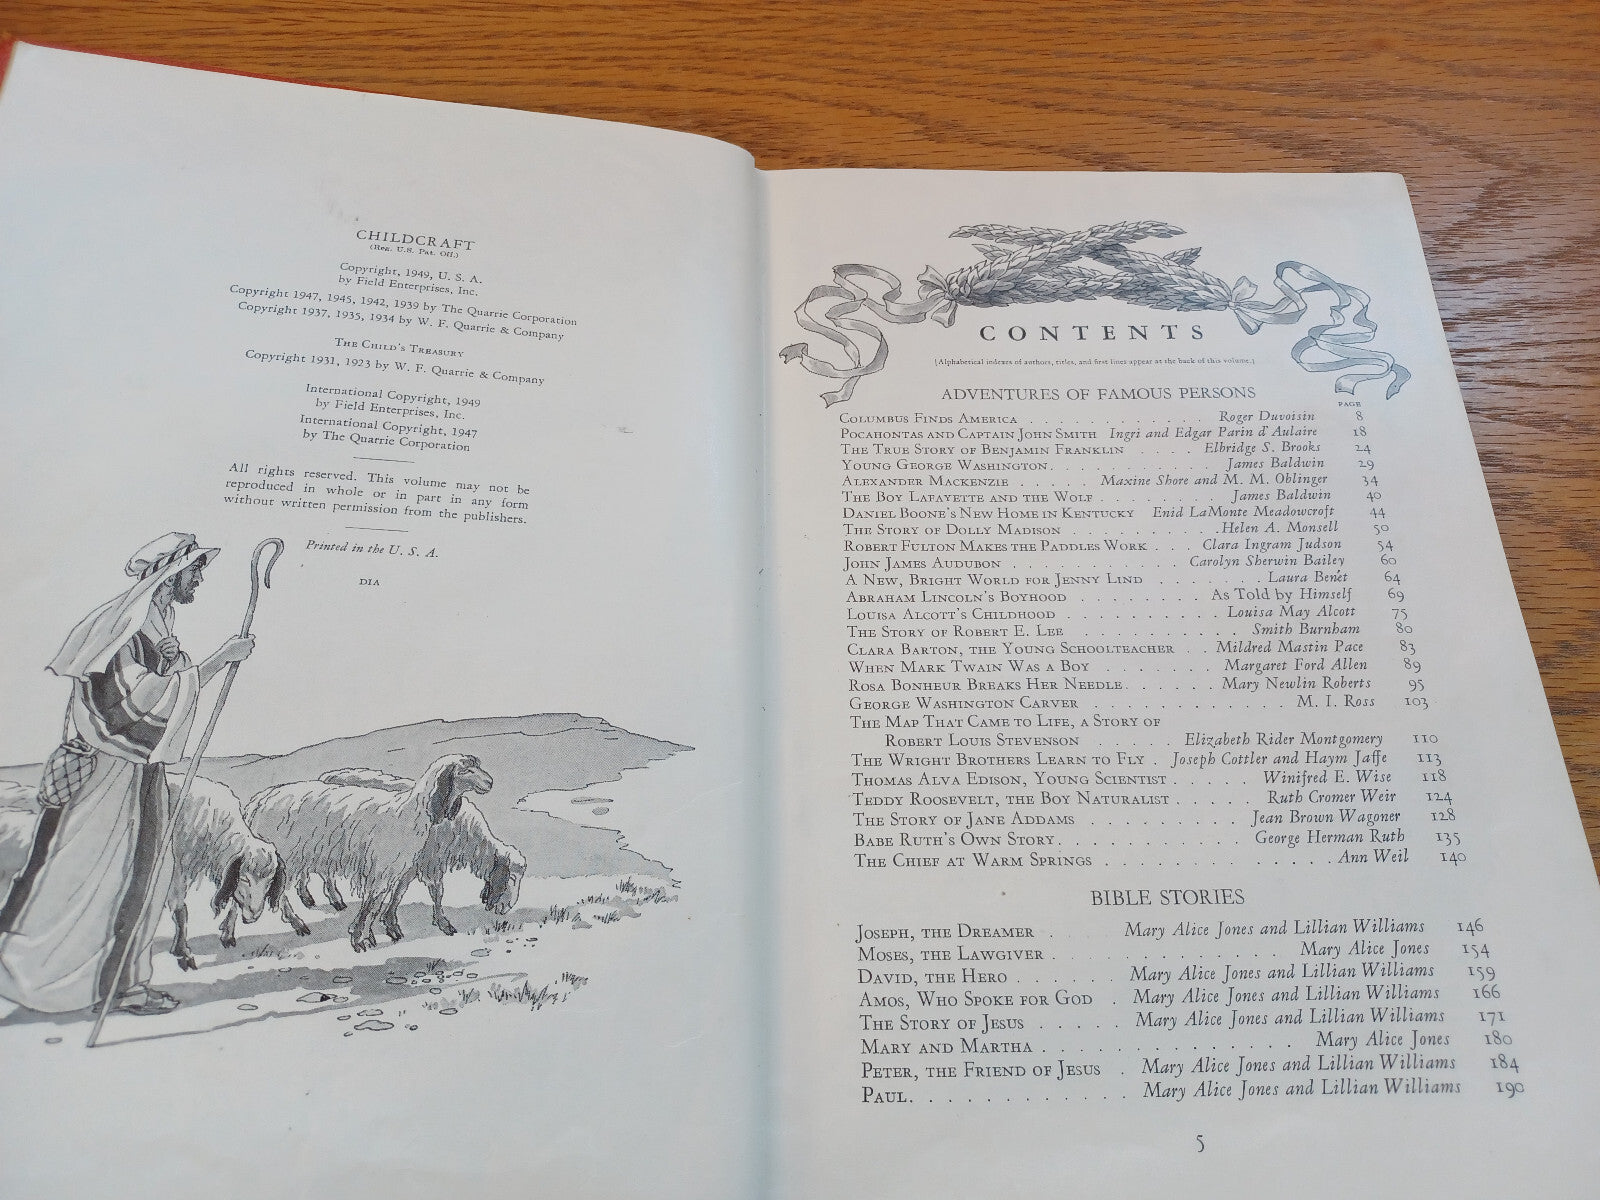 CHILDCRAFT
(Reg. U.S. Pat. Off.)
Copyright, 1949, U. S. A.
by Field Enterprises, Inc.
Copyright 1947, 1945, 1942, 1939 by The Quarrie Corporation
Copyright 1937, 1935, 1934 by W. F. Quarrie & Company
The Child's Treasury
Copyright 1931, 1923 by W. F. Quarrie & Company
International Copyright, 1949
by Field Enterprises, Inc.
International Copyright, 1947
by The Quarrie Corporation
All rights reserved. This volume may not be
reproduced in whole or in part in any form
without written permission from the publishers.
Printed in the U. S. A.
DIA
CONTENTS
[Alphabetical indexes of authors, titles, and first lines appear at the back of this volume.]
ADVENTURES OF FAMOUS PERSONS
PAGE
Columbus Finds America . . . . . . . . . . . Roger Duvoisin 8
Pocahontas and Captain John Smith Ingri and Edgar Parin d'Aulaire 18
The True Story of Benjamin Franklin . . . . Elbridge S. Brooks 24
Young George Washington . . . . . . . . . . . James Baldwin 29
Alexander Mackenzie . . . . . Maxine Shore and M. M. Oblinger 34
The Boy Lafayette and the Wolf . . . . . . . . James Baldwin 40
Daniel Boone's New Home in Kentucky Enid LaMonte Meadowcroft 44
The Story of Dolly Madison . . . . . . . . . Helen A. Monsell 50
Robert Fulton Makes the Paddles Work . . . Clara Ingram Judson 54
John James Audubon . . . . . . . . . . . Carolyn Sherwin Bailey 60
A New, Bright World for Jenny Lind . . . . . . . Laura Benét 64
Abraham Lincoln's Boyhood . . . . . . . . As Told by Himself 69
Louisa Alcott's Childhood . . . . . . . . . . Louisa May Alcott 75
The Story of Robert E. Lee . . . . . . . . . . Smith Burnham 80
Clara Barton, the Young Schoolteacher . . Mildred Mastin Pace 83
When Mark Twain Was a Boy . . . . . . . . Margaret Ford Allen 89
Rosa Bonheur Breaks Her Needle . . . . . . Mary Newlin Roberts 95
George Washington Carver . . . . . . . . . . . . . M. I. Ross 103
The Map That Came to Life, a Story of
Robert Louis Stevenson . . . . . Elizabeth Rider Montgomery 110
The Wright Brothers Learn to Fly . Joseph Cottler and Haym Jaffe 113
Thomas Alva Edison, Young Scientist . . . . . Winifred E. Wise 118
Teddy Roosevelt, the Boy Naturalist . . . . . Ruth Cromer Weir 124
The Story of Jane Addams . . . . . . . . . Jean Brown Wagoner 128
Babe Ruth's Own Story . . . . . . . . . . . George Herman Ruth 135
The Chief at Warm Springs . . . . . . . . . . . . . . Ann Weil 140
BIBLE STORIES
Joseph, the Dreamer . . . . Mary Alice Jones and Lillian Williams 146
Moses, the Lawgiver . . . . . . . . . . . . . Mary Alice Jones 154
David, the Hero . . . . . . Mary Alice Jones and Lillian Williams 159
Amos, Who Spoke for God . Mary Alice Jones and Lillian Williams 166
The Story of Jesus . . . . . Mary Alice Jones and Lillian Williams 171
Mary and Martha . . . . . . . . . . . . . . . Mary Alice Jones 180
Peter, the Friend of Jesus . Mary Alice Jones and Lillian Williams 184
Paul . . . . . . . . . . . . Mary Alice Jones and Lillian Williams 190
5